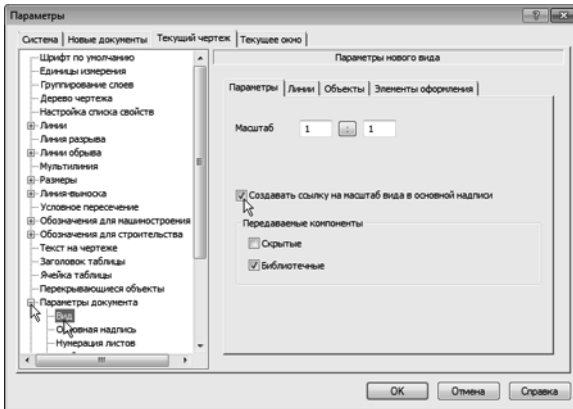 Параметры
Система Новые документы Текущий чертеж Текущее окно
Шрифт по умолчанию
Единицы измерения
Группирование слоев
Дерево чертежа
Настройка списка свойств
Линии
Линия разрыва
Линии обрыва
Мультилиния
Размеры
Линия-выноска
Условное пересечение
Обозначения для машиностроения
Обозначения для строительства
Текст на чертеже
Заголовок таблицы
Ячейка таблицы
Перекрывающиеся объекты
Параметры документа
Вид
Основная надпись
Нумерация листов
Параметры нового вида
Параметры Линии Объекты Элементы оформления
Масштаб 1 : 1
Создавать ссылку на масштаб вида в основной надписи
Передаваемые компоненты
Скрытые
Библиотечные
OK Отмена Справка